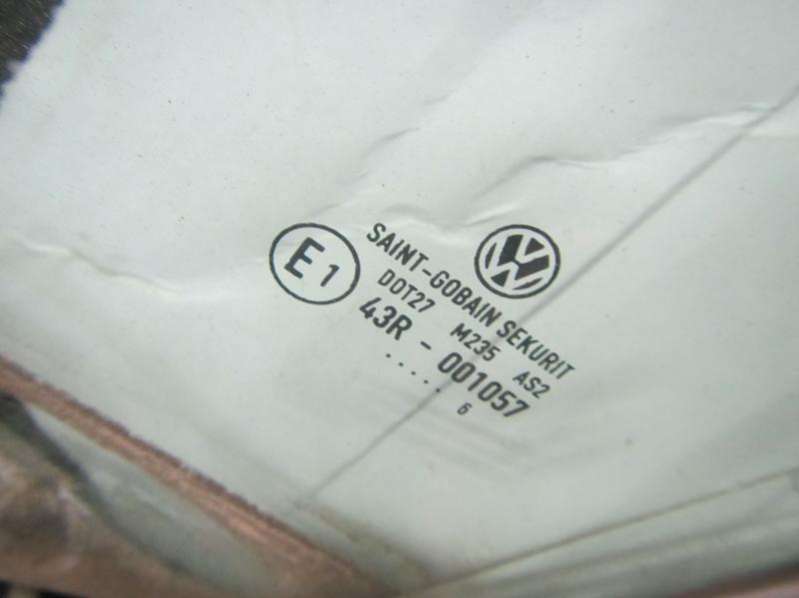 E1
SAINT-GOBAIN SEKURIT
DOT27 M235 AS2
43R - 001057
..... 6